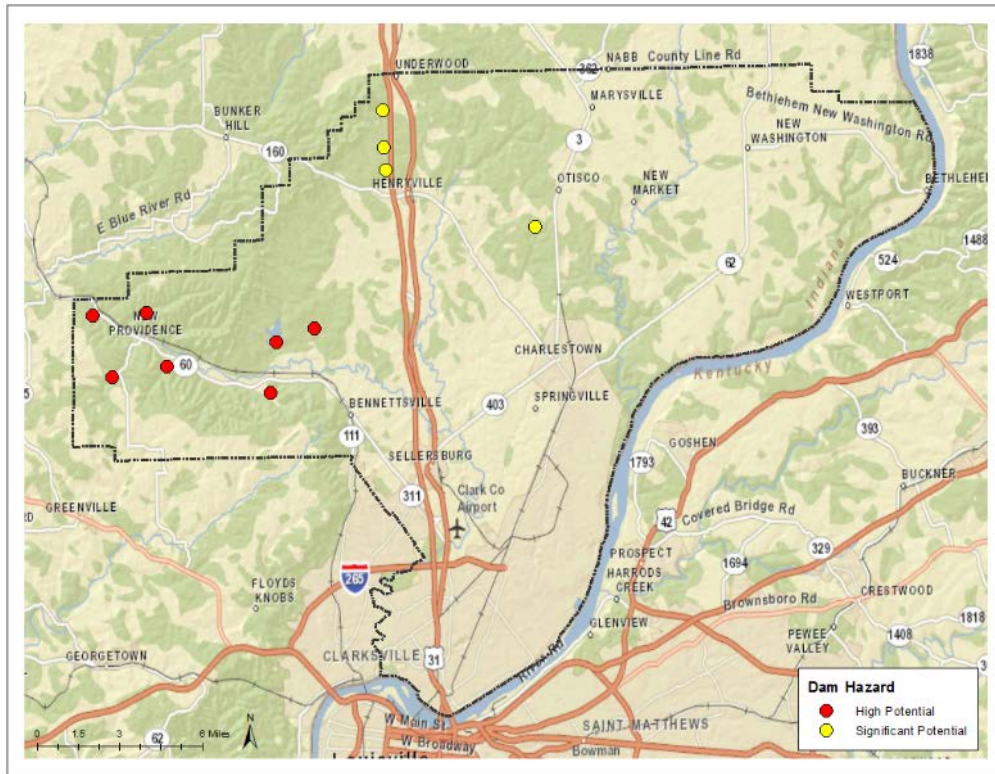 1838
UNDERWOOD
362
NABB County Line Rd
MARYSVILLE
Bethlehem New Washington Rd
BUNKER
HILL
3
NEW
WASHINGTON
160
HENRYVILLE
OTISCO
NEW
MARKET
BETHLEHEM
E Blue River Rd
62
1488
524
Indiana
WESTPORT
NEW
PROVIDENCE
CHARLESTOWN
Kentucky
60
403
SPRINGVILLE
BENNETTSVILLE
393
111
GOSHEN
SELLERSBURG
1793
BUCKNER
311
Clark Co
Airport
GREENVILLE
42
Covered Bridge Rd
329
PROSPECT
1694
265
HARRODS
CREEK
CRESTWOOD
FLOYDS
KNOBS
Brownsboro Rd
1818
GLENVIEW
PEWEE
VALLEY
1408
GEORGETOWN
CLARKSVILLE
31
River Rd
Dam Hazard
High Potential
Significant Potential
N
W Main St
SAINT MATTHEWS
0 1.5 3 6 Miles
62
W Broadway
Bowman
Louisville